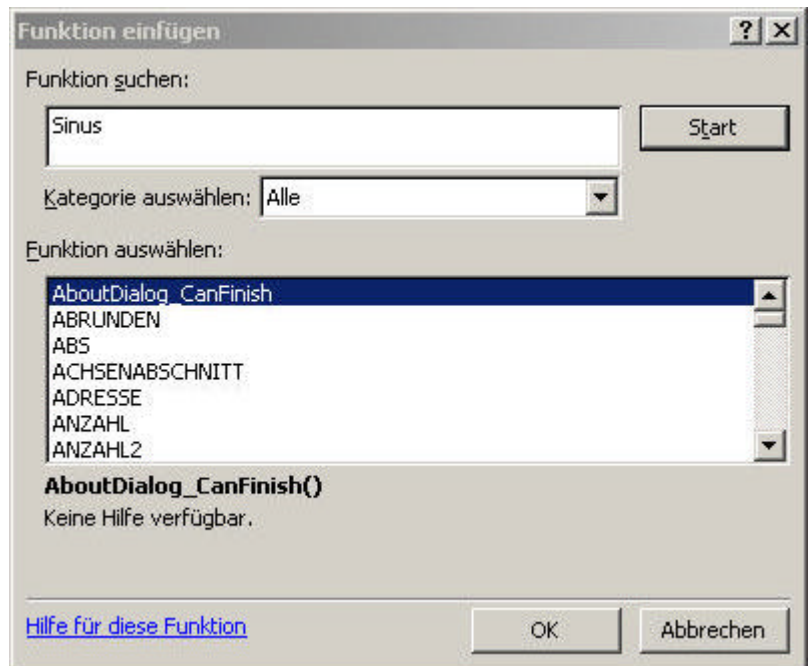 Funktion einfügen
Funktion suchen:
Sinus
Start
Kategorie auswählen: Alle
Funktion auswählen:
AboutDialog_CanFinish
ABRUNDEN
ABS
ACHSENABSCHNITT
ADRESSE
ANZAHL
ANZAHL2
AboutDialog_CanFinish()
Keine Hilfe verfügbar.
Hilfe für diese Funktion OK Abbrechen